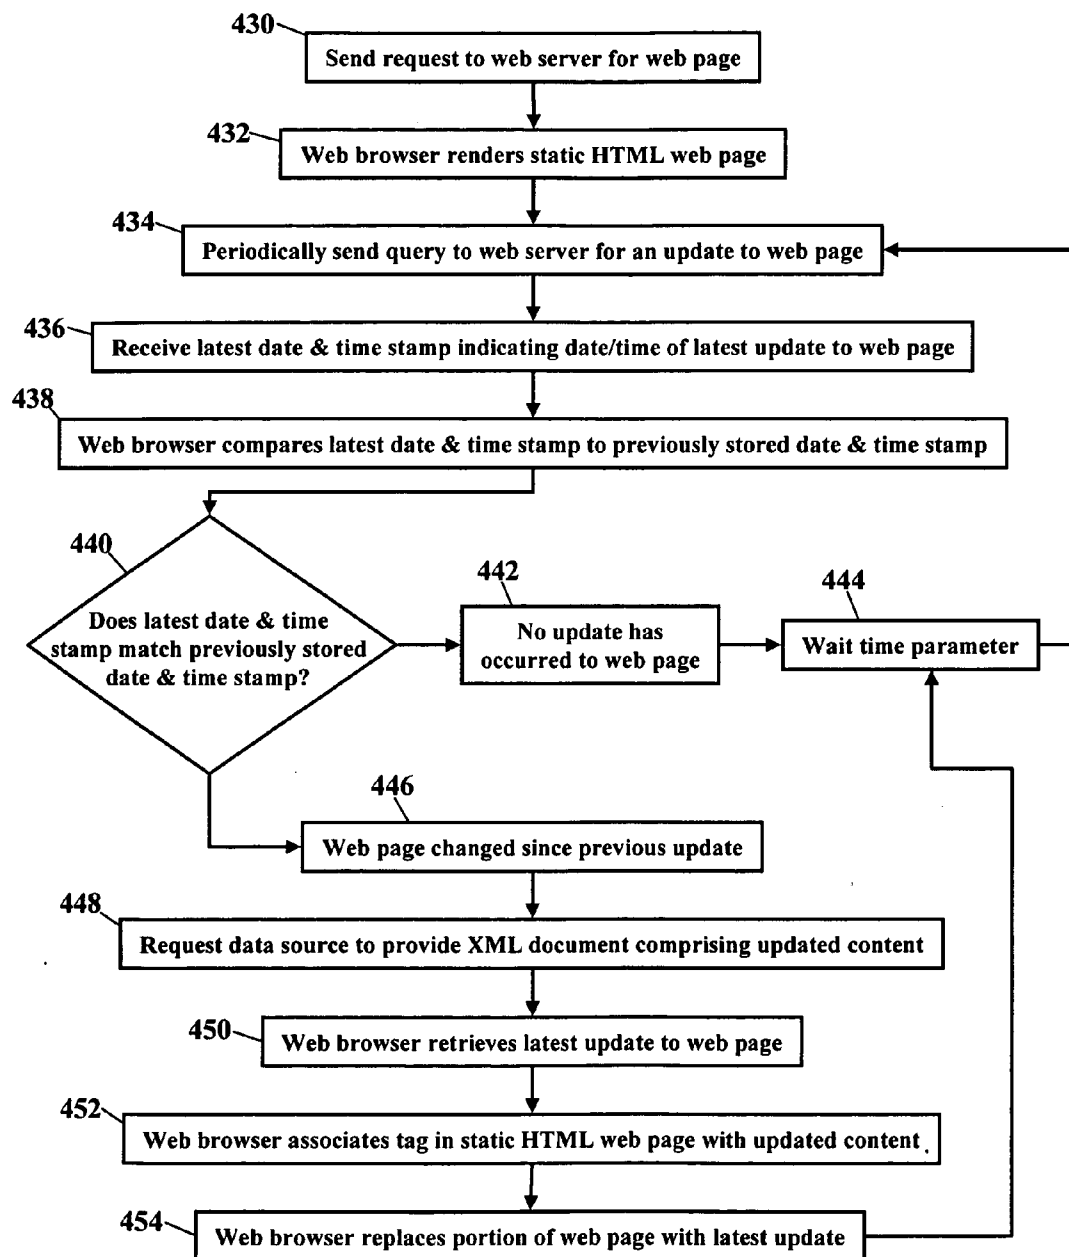 430
Send request to web server for web page
432
Web browser renders static HTML web page
434
Periodically send query to web server for an update to web page
436
Receive latest date & time stamp indicating date/time of latest update to web page
438
Web browser compares latest date & time stamp to previously stored date & time stamp
440
Does latest date & time
stamp match previously stored
date & time stamp?
442
No update has
occurred to web page
444
Wait time parameter
446
Web page changed since previous update
448
Request data source to provide XML document comprising updated content
450
Web browser retrieves latest update to web page
452
Web browser associates tag in static HTML web page with updated content
454
Web browser replaces portion of web page with latest update